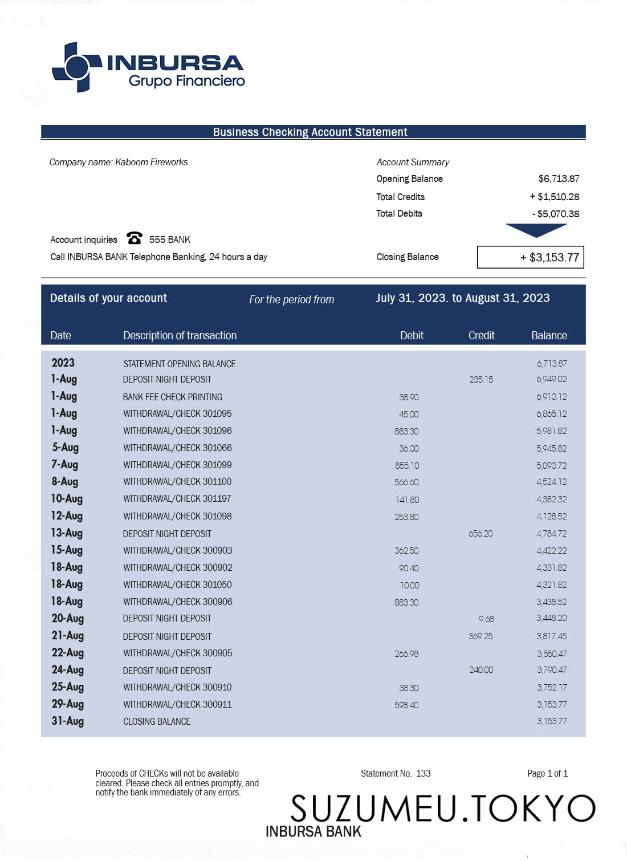 INBURSA
Grupo Financiero
Business Checking Account Statement
Company name: Kaboom Fireworks
Account Summary
Opening Balance $6,713.87
Total Credits + $1,510.28
Total Debits - $5,070.38
Account inquiries 555 BANK
Call INBURSA BANK Telephone Banking, 24 hours a day
Closing Balance + $3,153.77
Details of your account For the period from July 31, 2023. to August 31, 2023
Date Description of transaction Debit Credit Balance
2023 STATEMENT OPENING BALANCE 6,713.87
1-Aug DEPOSIT NIGHT DEPOSIT 235.15 6,949.02
1-Aug BANK FEE CHECK PRINTING 38.90 6,910.12
1-Aug WITHDRAWAL/CHECK 301095 45.00 6,865.12
1-Aug WITHDRAWAL/CHECK 301096 883.30 5,981.82
5-Aug WITHDRAWAL/CHECK 301066 36.00 5,945.82
7-Aug WITHDRAWAL/CHECK 301099 855.10 5,090.72
8-Aug WITHDRAWAL/CHECK 301100 566.60 4,524.12
10-Aug WITHDRAWAL/CHECK 301197 141.80 4,382.32
12-Aug WITHDRAWAL/CHECK 301098 253.80 4,128.52
13-Aug DEPOSIT NIGHT DEPOSIT 656.20 4,784.72
15-Aug WITHDRAWAL/CHECK 300903 362.50 4,422.22
18-Aug WITHDRAWAL/CHECK 300902 90.40 4,331.82
18-Aug WITHDRAWAL/CHECK 301050 10.00 4,321.82
18-Aug WITHDRAWAL/CHECK 300906 883.30 3,438.52
20-Aug DEPOSIT NIGHT DEPOSIT 9.68 3,448.20
21-Aug DEPOSIT NIGHT DEPOSIT 369.25 3,817.45
22-Aug WITHDRAWAL/CHECK 300905 266.98 3,550.47
24-Aug DEPOSIT NIGHT DEPOSIT 240.00 3,790.47
25-Aug WITHDRAWAL/CHECK 300910 38.30 3,752.17
29-Aug WITHDRAWAL/CHECK 300911 598.40 3,153.77
31-Aug CLOSING BALANCE 3,153.77
Proceeds of CHECKs will not be available
cleared. Please check all entries promptly, and
notify the bank immediately of any errors.
Statement No. 133
Page 1 of 1
SUZUMEU.TOKYO
INBURSA BANK